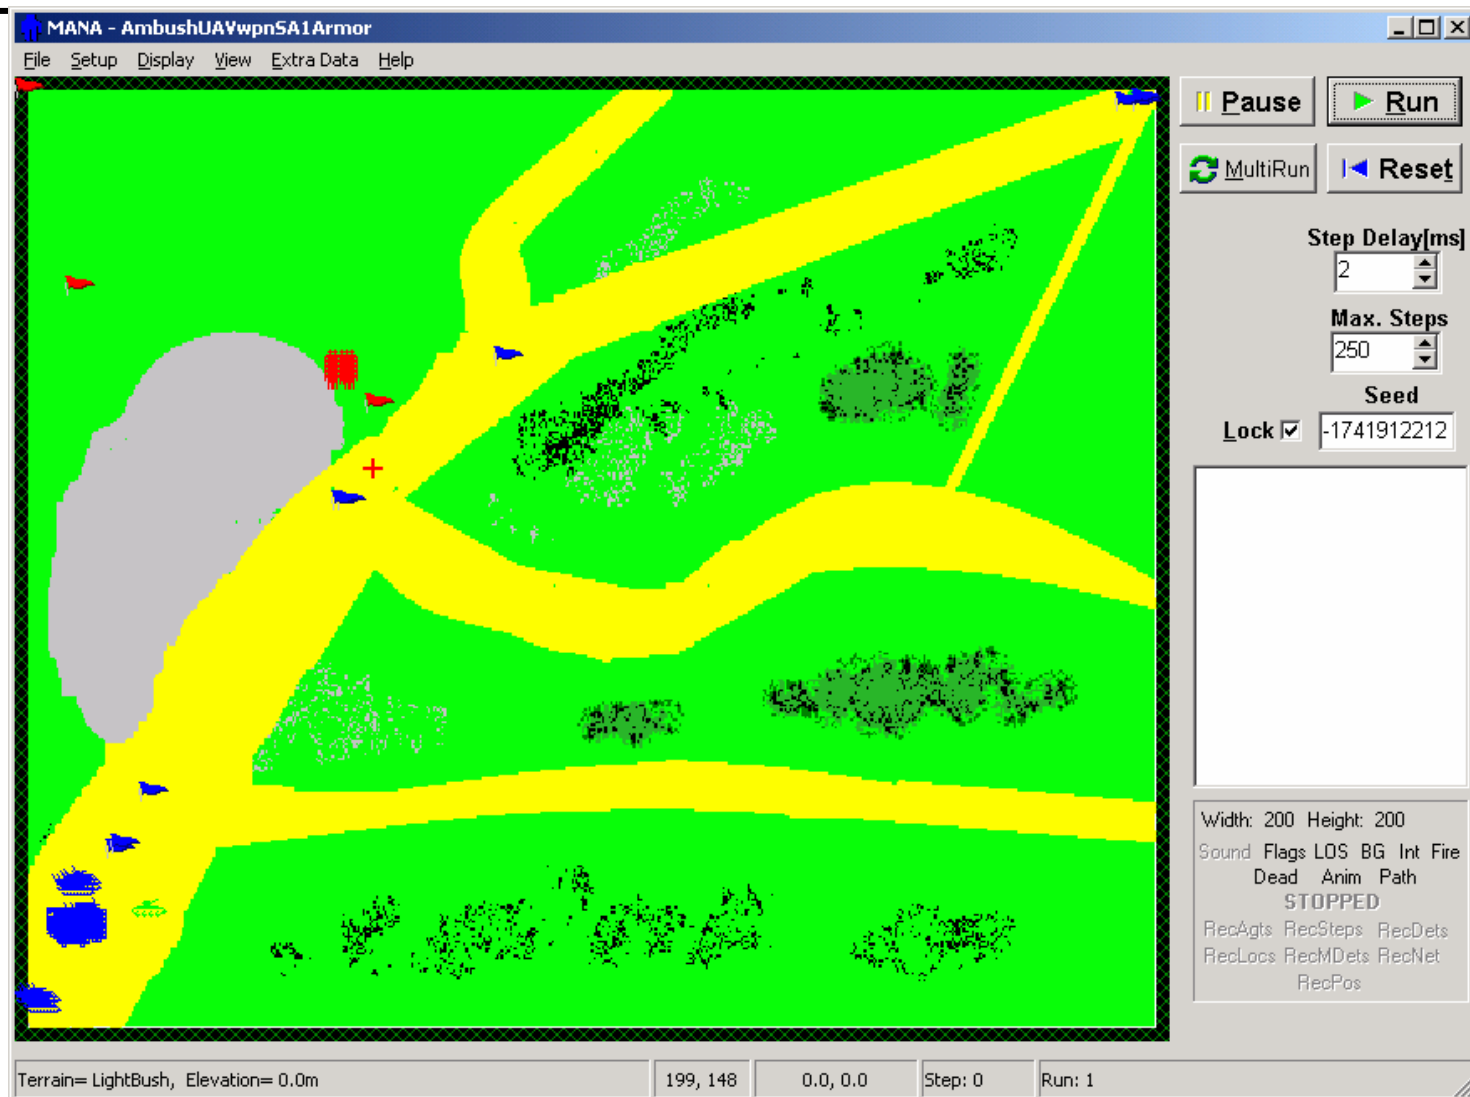 MANA - AmbushUAVwpnSA1Armor
File Setup Display View Extra Data Help
Pause Run
MultiRun Reset
Step Delay[ms]
2
Max. Steps
250
Seed
Lock -1741912212
Width: 200 Height: 200
Sound Flags LOS BG Int Fire
Dead Anim Path
STOPPED
RecAgts RecSteps RecDets
RecLocs RecMDets RecNet
RecPos
Terrain= LightBush, Elevation= 0.0m 199, 148 0.0, 0.0 Step: 0 Run: 1